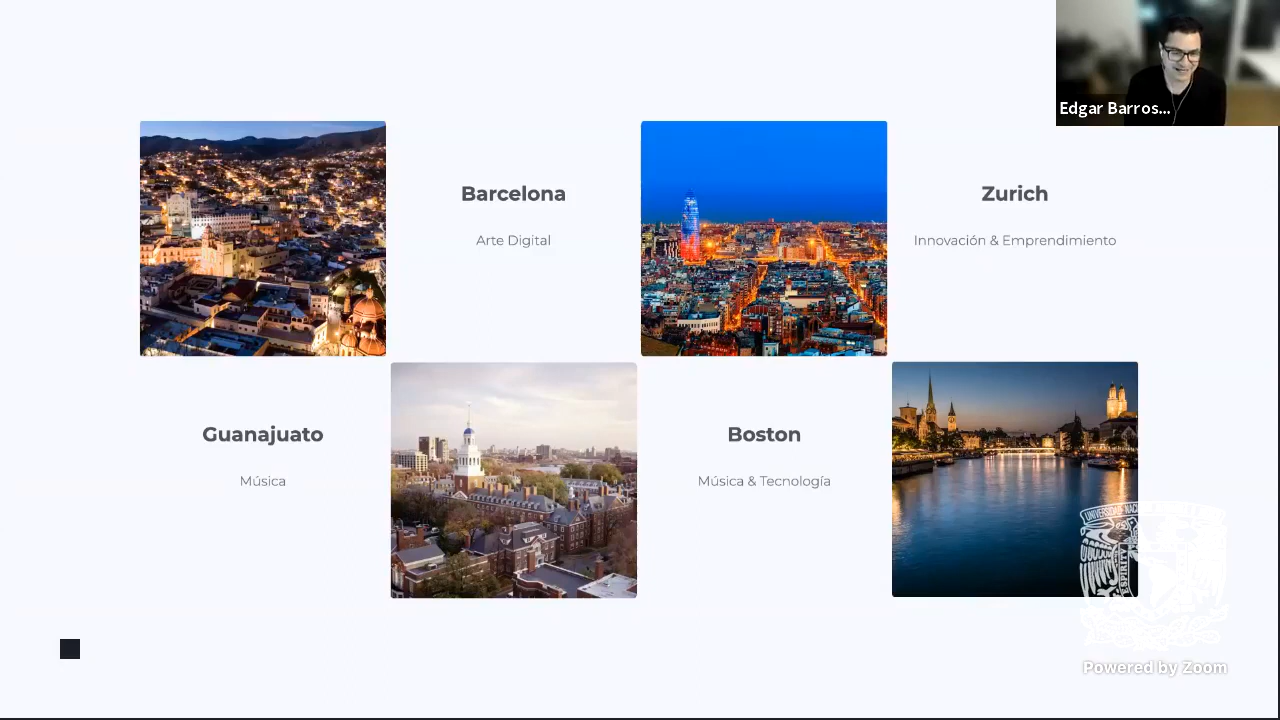 Edgar Barros...
Barcelona
Arte Digital
Zurich
Innovación & Emprendimiento
Guanajuato
Música
Boston
Música & Tecnología
Powered by Zoom